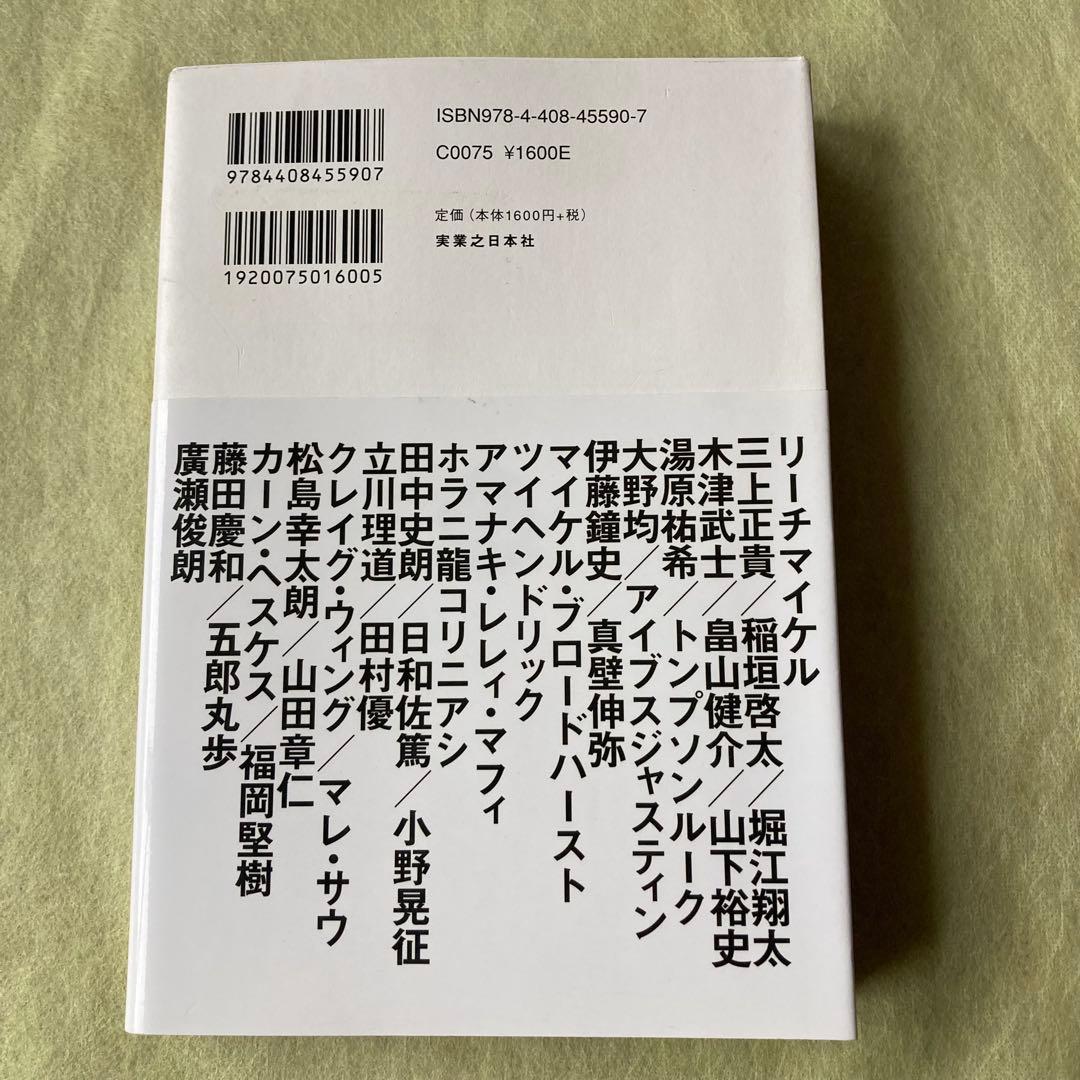 ISBN978-4-408-45590-7
C0075 ¥1600E
9784408455907
定価（本体1600円+税）
実業之日本社
1920075016005
リーチマイケル
三上正貴／稲垣啓太／堀江翔太
木津武士／畠山健介／山下裕史
湯原祐希／トンプソンルーク
大野均／アイブスジャスティン
伊藤鐘史／真壁伸弥
マイケル・ブロードハースト
ツイヘンドリック
アマナキ・レレィ・マフィ
ホラニ龍コリニアシ
田中史朗／日和佐篤／小野晃征
立川理道／田村優
クレイグ・ウィング／マレ・サウ
松島幸太朗／山田章仁
カーン・ヘスケス／福岡堅樹
藤田慶和／五郎丸歩
廣瀬俊朗